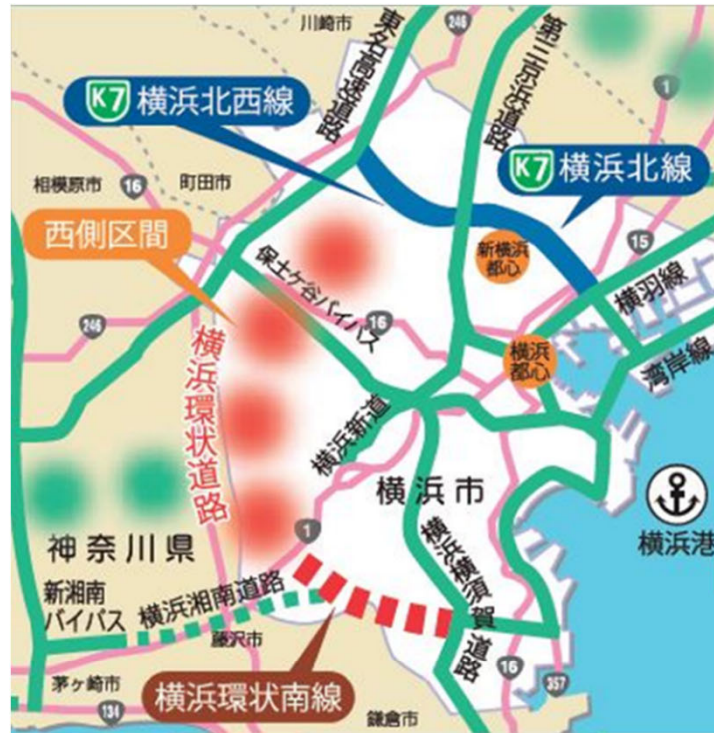 川崎市
246
東名高速道路
第三京浜道路
1
K7 横浜北西線
K7 横浜北線
相模原市
16
町田市
西側区間
新横浜
都心
15
保土ケ谷バイパス
16
横羽線
246
横浜
都心
湾岸線
横浜環状道路
横浜新道
横浜市
1
神奈川県
横浜港
新湘南
バイパス
横浜湘南道路
横浜横須賀道路
藤沢市
茅ヶ崎市
横浜環状南線
16
357
134
鎌倉市